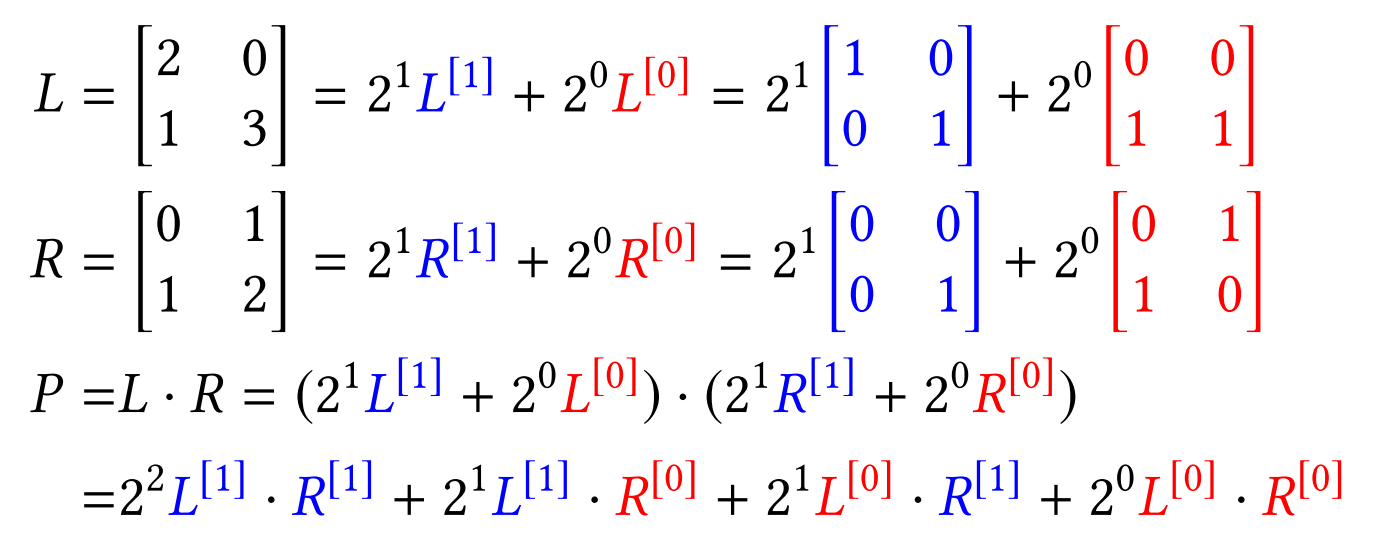 L = [2 0; 1 3] = 2^1 L^[1] + 2^0 L^[0] = 2^1 [1 0; 0 1] + 2^0 [0 0; 1 1]
R = [0 1; 1 2] = 2^1 R^[1] + 2^0 R^[0] = 2^1 [0 0; 0 1] + 2^0 [0 1; 1 0]
P =L · R = (2^1 L^[1] + 2^0 L^[0]) · (2^1 R^[1] + 2^0 R^[0])
=2^2 L^[1] · R^[1] + 2^1 L^[1] · R^[0] + 2^1 L^[0] · R^[1] + 2^0 L^[0] · R^[0]